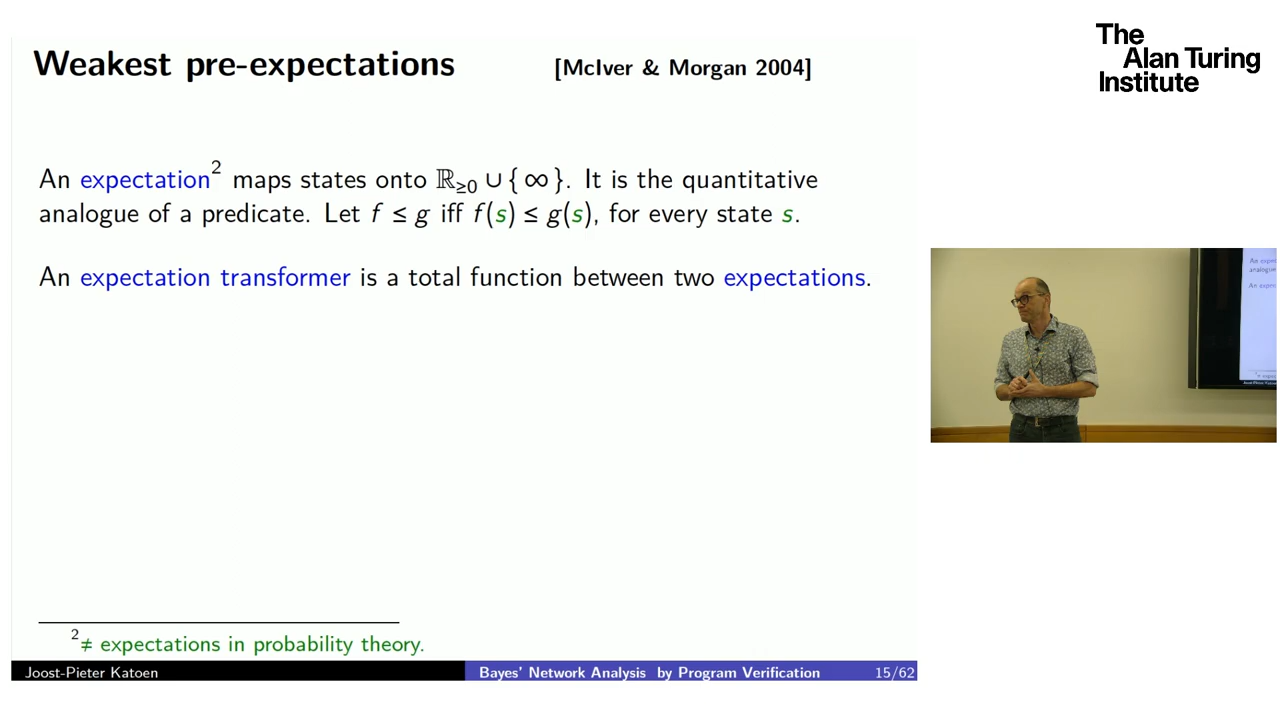 The
Alan Turing
Institute
Weakest pre-expectations [McIver & Morgan 2004]
An expectation² maps states onto ℝ≥0 ∪ {∞}. It is the quantitative
analogue of a predicate. Let f ≤ g iff f(s) ≤ g(s), for every state s.
An expectation transformer is a total function between two expectations.
²≠ expectations in probability theory.
Joost-Pieter Katoen Bayes' Network Analysis by Program Verification 15/62